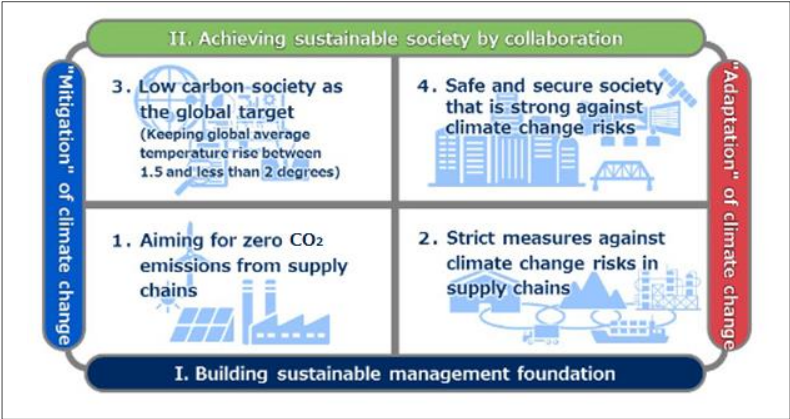 II. Achieving sustainable society by collaboration
"Mitigation" of climate change
3. Low carbon society as
the global target
(Keeping global average
temperature rise between
1.5 and less than 2 degrees)
4. Safe and secure society
that is strong against
climate change risks
"Adaptation" of climate change
1. Aiming for zero CO₂
emissions from supply
chains
2. Strict measures against
climate change risks in
supply chains
I. Building sustainable management foundation